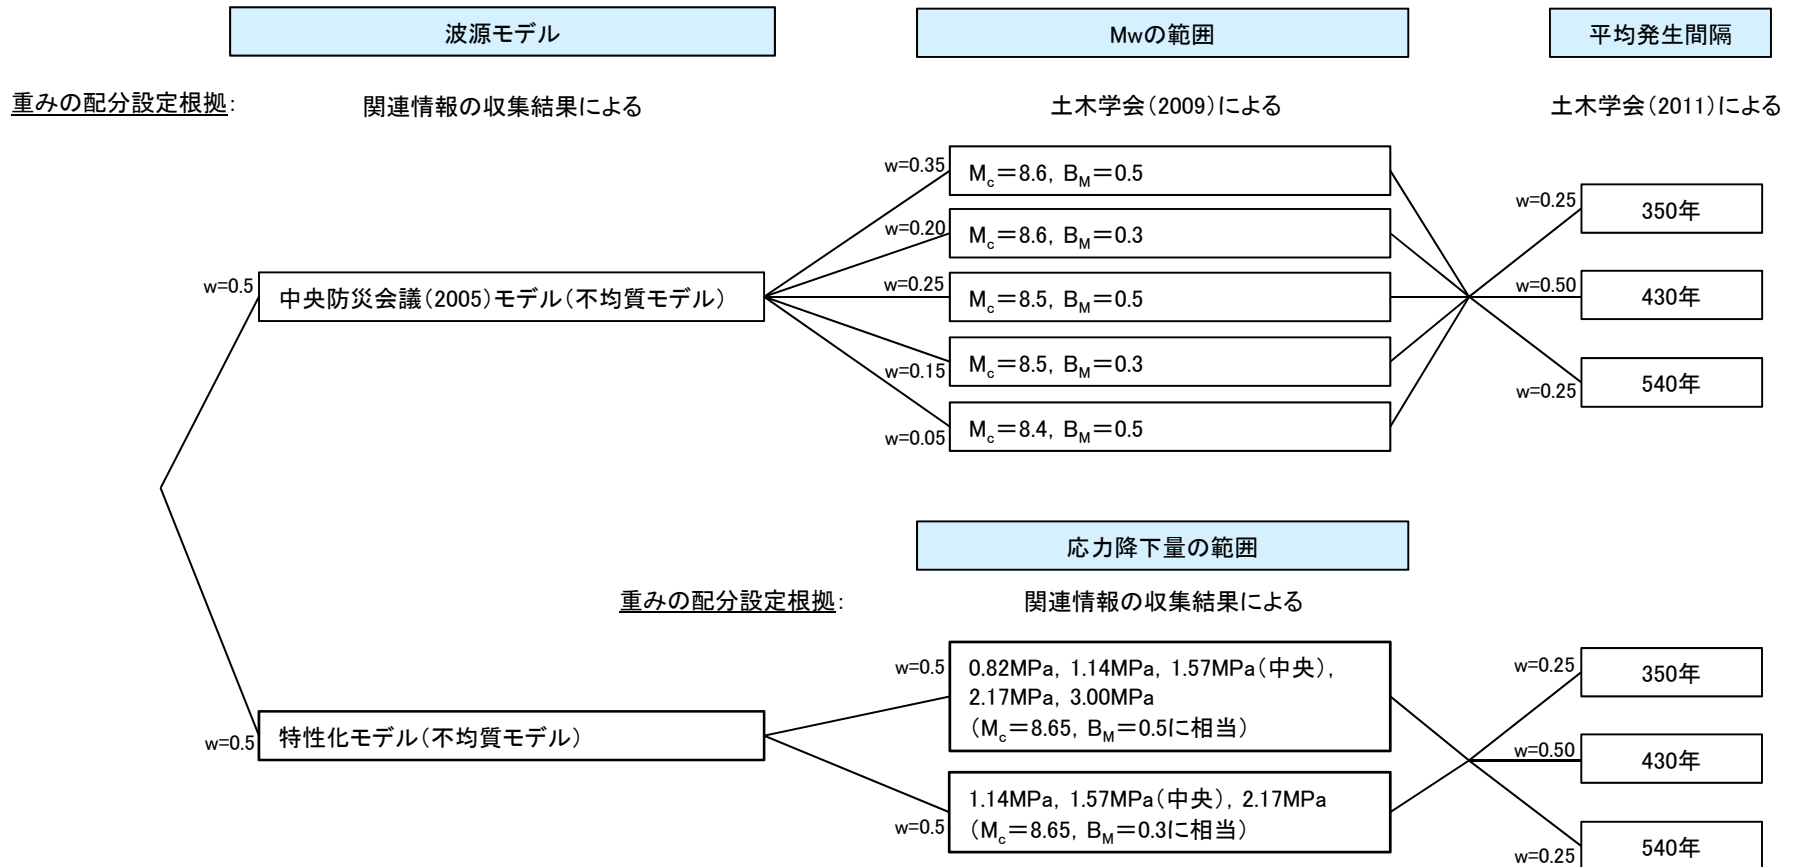 波源モデル
Mwの範囲
平均発生間隔
重みの配分設定根拠:
関連情報の収集結果による
土木学会(2009)による
土木学会(2011)による
w=0.35
Mc=8.6, BM=0.5
w=0.20
Mc=8.6, BM=0.3
w=0.25
Mc=8.5, BM=0.5
w=0.15
Mc=8.5, BM=0.3
w=0.05
Mc=8.4, BM=0.5
w=0.25
350年
w=0.50
430年
w=0.25
540年
w=0.5
中央防災会議(2005)モデル(不均質モデル)
応力降下量の範囲
重みの配分設定根拠:
関連情報の収集結果による
w=0.5
特性化モデル(不均質モデル)
w=0.5
0.82MPa, 1.14MPa, 1.57MPa(中央),
2.17MPa, 3.00MPa
(Mc=8.65, BM=0.5に相当)
w=0.5
1.14MPa, 1.57MPa(中央), 2.17MPa
(Mc=8.65, BM=0.3に相当)
w=0.25
350年
w=0.50
430年
w=0.25
540年